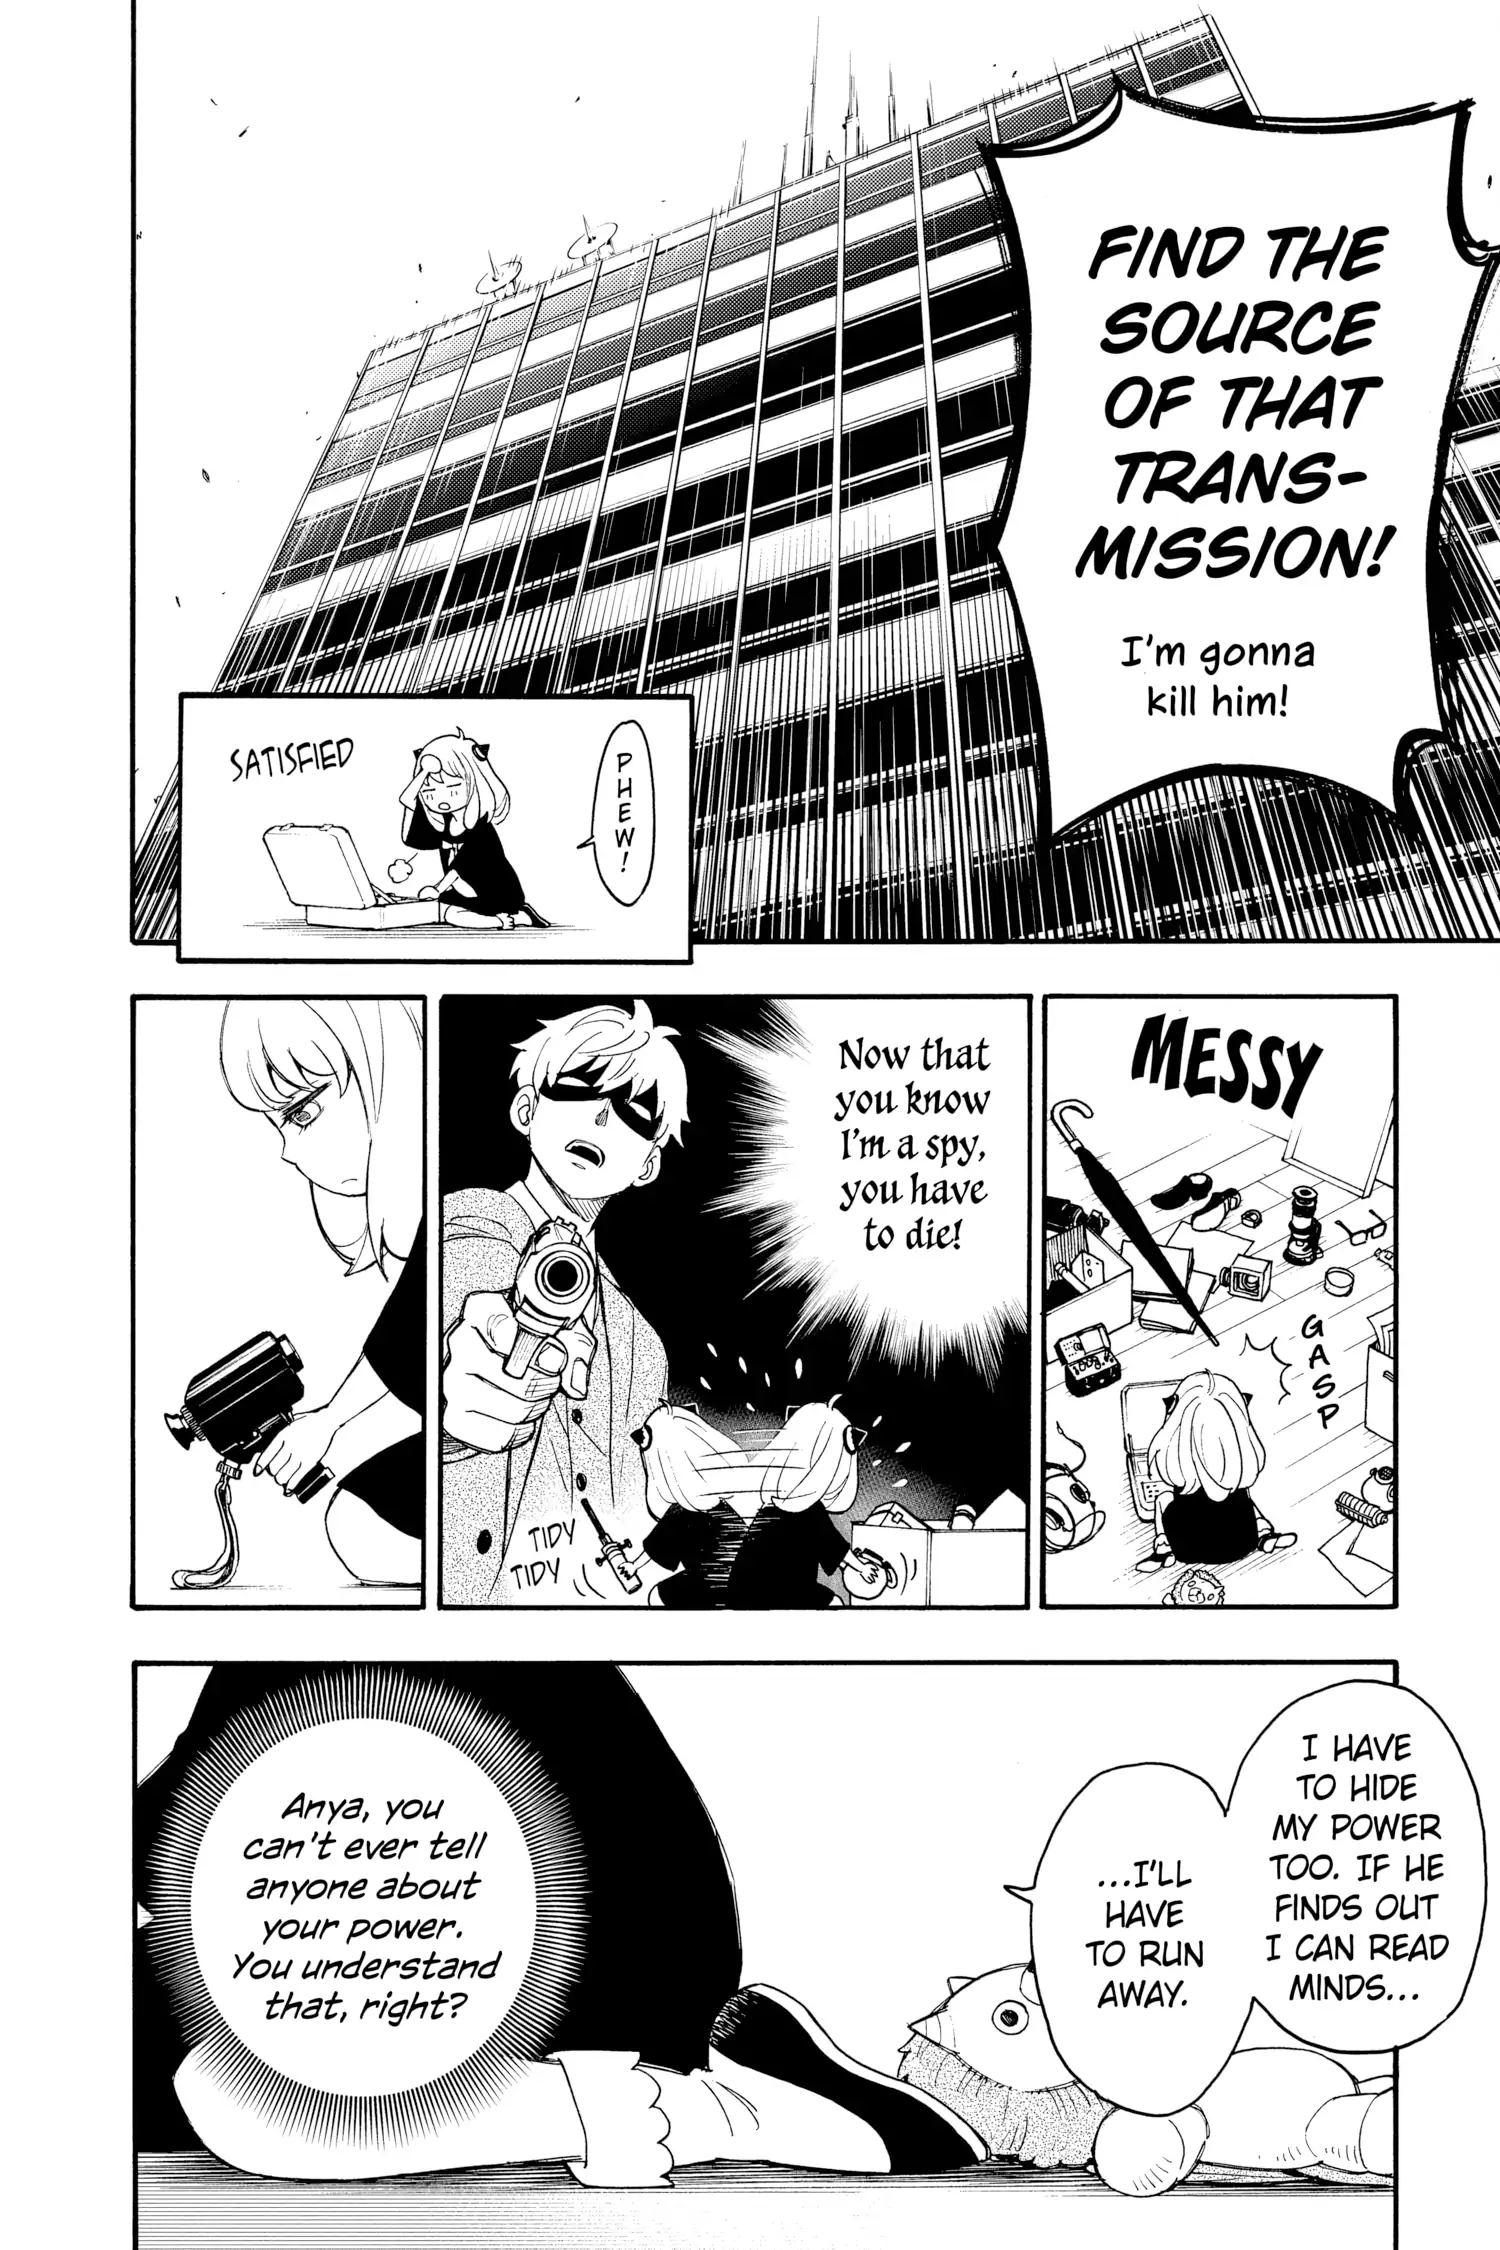 FIND THE
SOURCE
OF THAT
TRANS-
MISSION!
I'm gonna
kill him!
PHEW!
SATISFIED
MESSY
GASP
Now that
you know
I'm a spy,
you have
to die!
TIDY
TIDY
I HAVE
TO HIDE
MY POWER
TOO. IF HE
FINDS OUT
I CAN READ
MINDS...
...I'LL
HAVE
TO RUN
AWAY.
Anya, you
can't ever tell
anyone about
your power.
You understand
that, right?